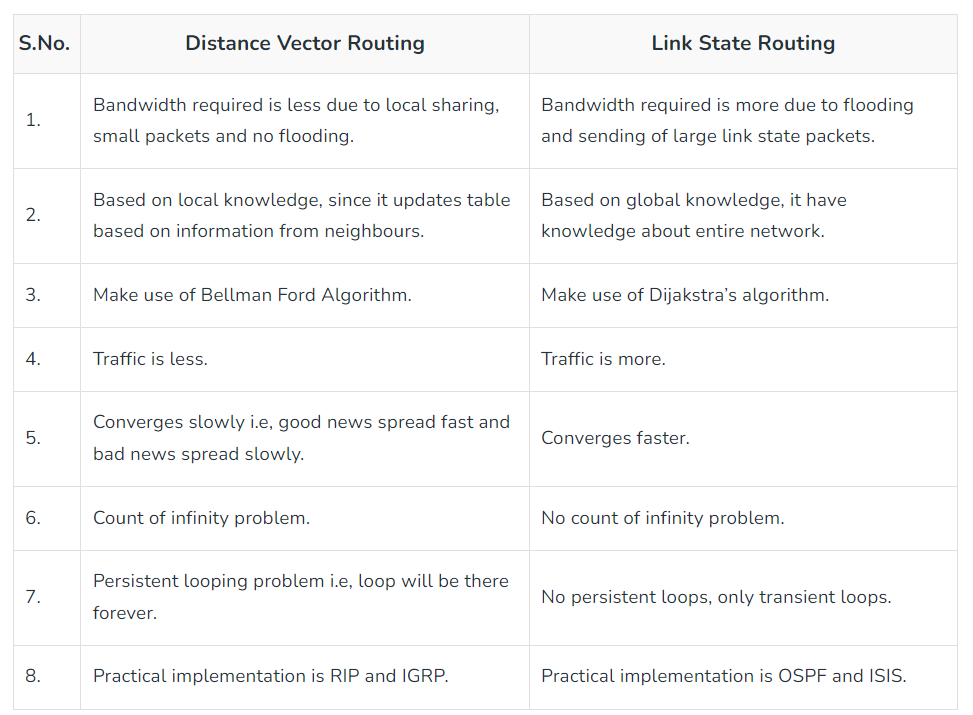 S.No.
Distance Vector Routing
Link State Routing
1.
Bandwidth required is less due to local sharing,
small packets and no flooding.
Bandwidth required is more due to flooding
and sending of large link state packets.
2.
Based on local knowledge, since it updates table
based on information from neighbours.
Based on global knowledge, it have
knowledge about entire network.
3.
Make use of Bellman Ford Algorithm.
Make use of Dijakstra’s algorithm.
4.
Traffic is less.
Traffic is more.
5.
Converges slowly i.e, good news spread fast and
bad news spread slowly.
Converges faster.
6.
Count of infinity problem.
No count of infinity problem.
7.
Persistent looping problem i.e, loop will be there
forever.
No persistent loops, only transient loops.
8.
Practical implementation is RIP and IGRP.
Practical implementation is OSPF and ISIS.